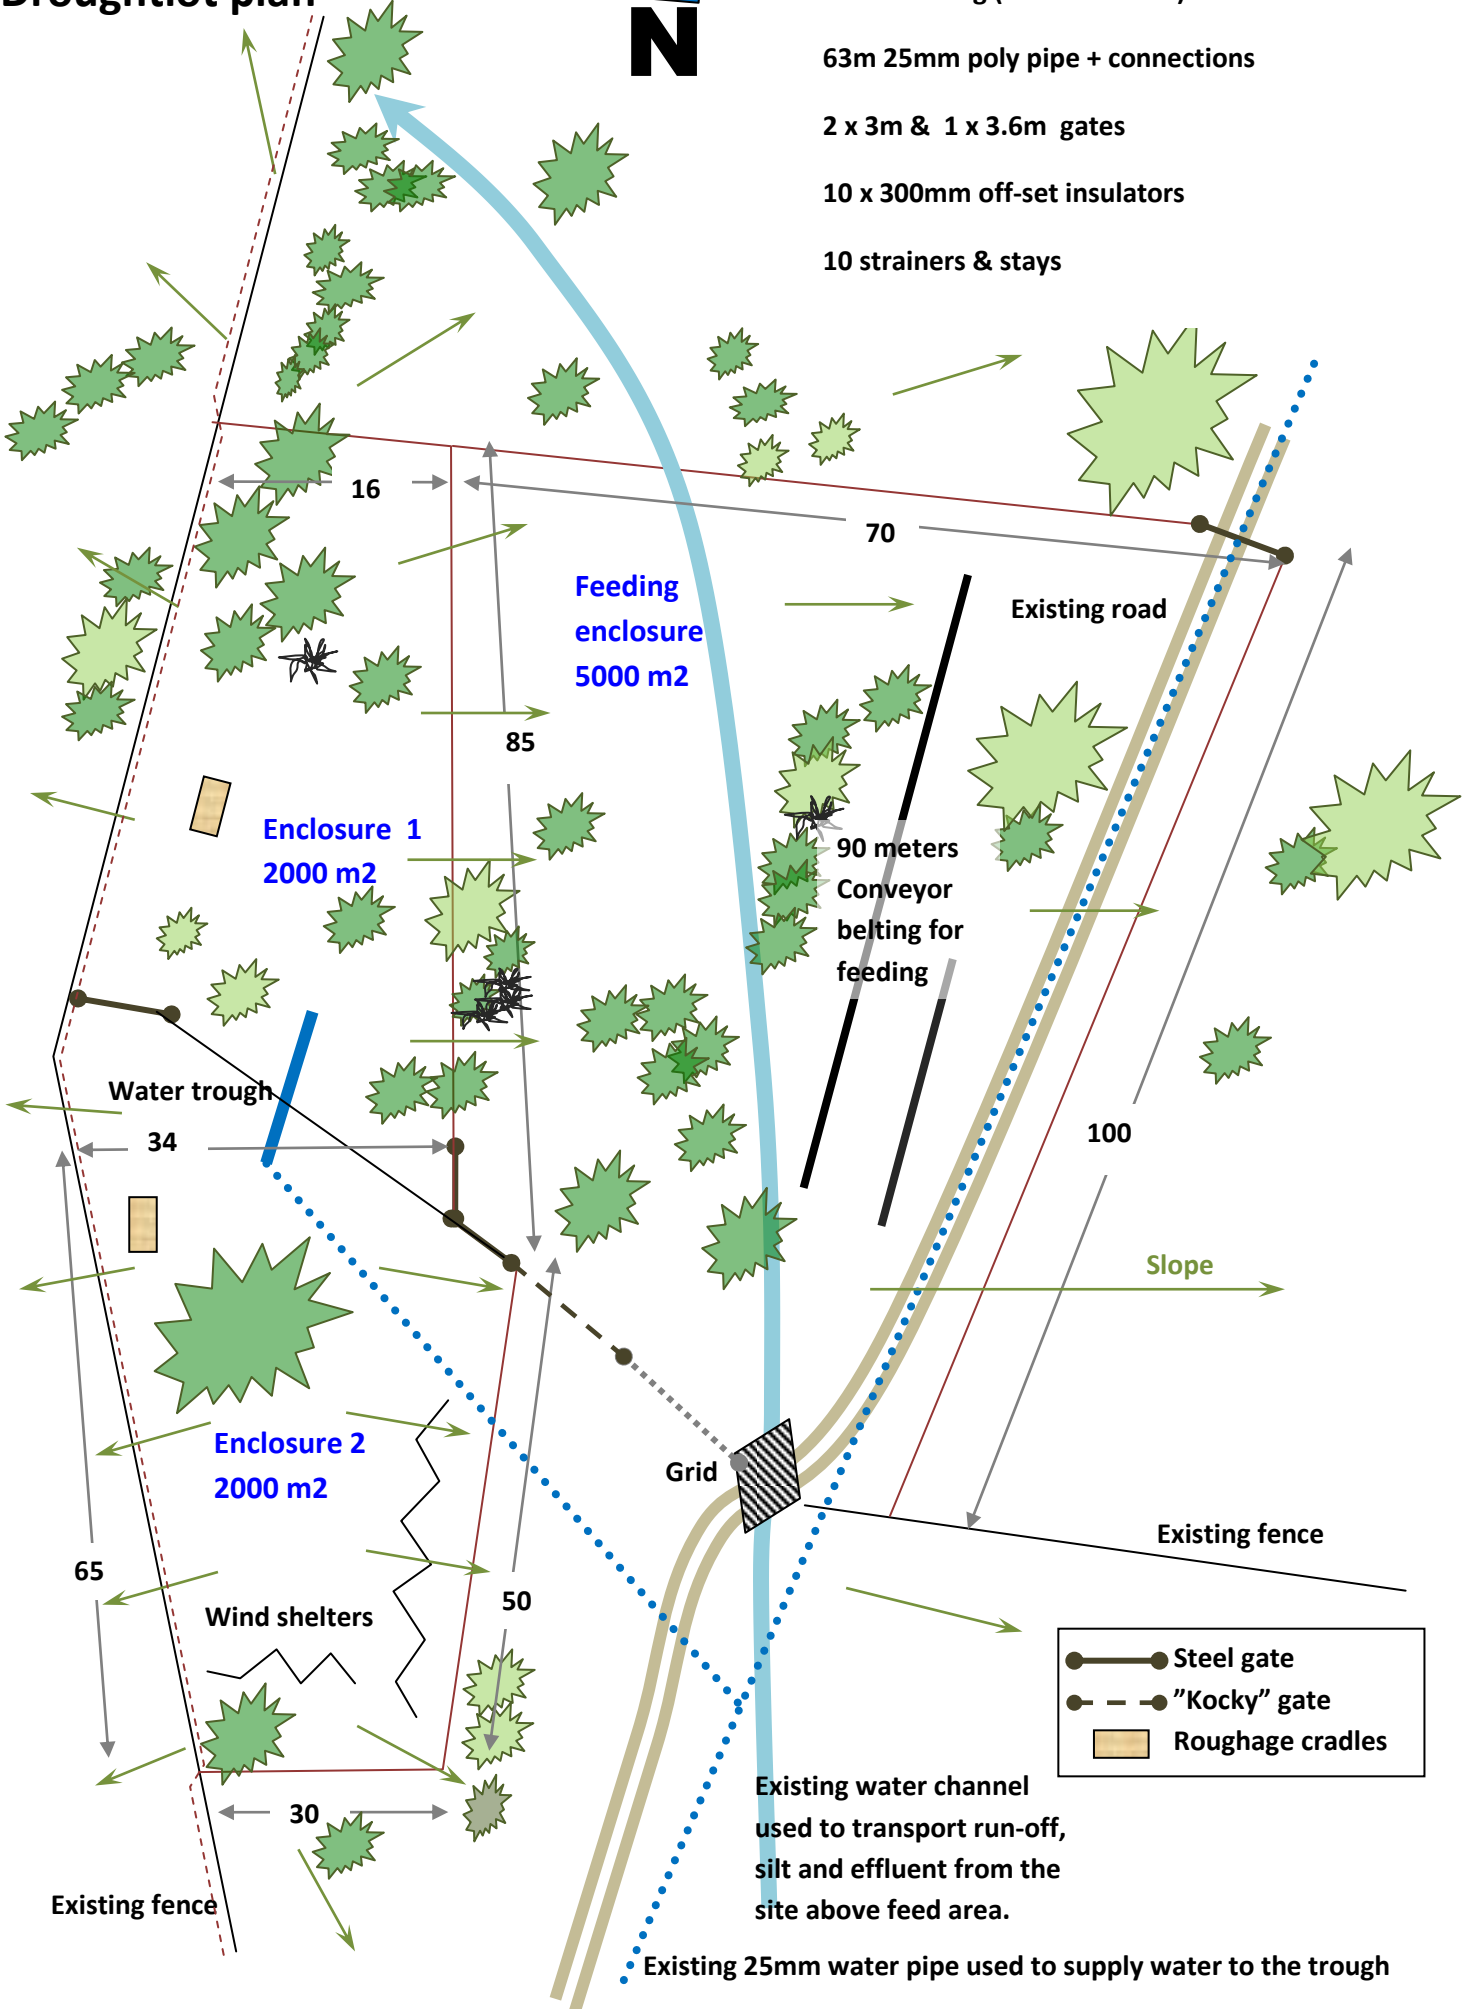 Droughtlot plan
N
63m 25mm poly pipe + connections
2 x 3m & 1 x 3.6m gates
10 x 300mm off-set insulators
10 strainers & stays
16
70
Feeding
enclosure
5000 m2
Existing road
85
Enclosure 1
2000 m2
90 meters
Conveyor
belting for
feeding
Water trough
34
100
Slope
Enclosure 2
2000 m2
Grid
Existing fence
65
50
Wind shelters
Steel gate
"Kocky" gate
Roughage cradles
30
Existing water channel
used to transport run-off,
silt and effluent from the
site above feed area.
Existing fence
Existing 25mm water pipe used to supply water to the trough